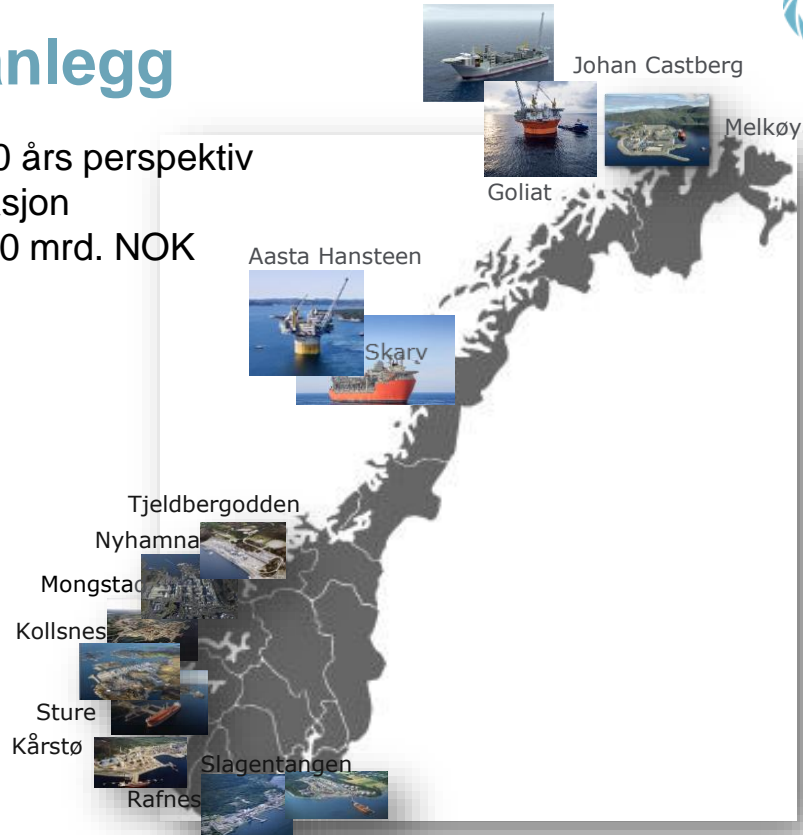 anlegg
Johan Castberg
Melkøy
0 års perspektiv
sjon
Goliat
0 mrd. NOK
Aasta Hansteen
Skarv
Tjeldbergodden
Nyhamna
Mongstad
Kollsnes
Sture
Kårstø
Slagentangen
Rafnes